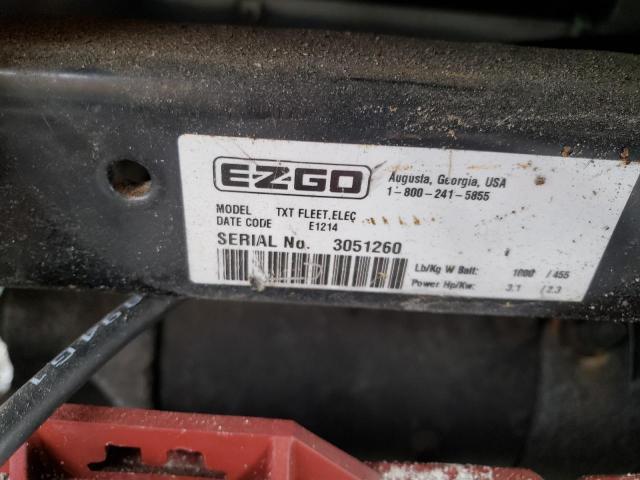 EZGO
Augusta, Georgia, USA
1-800-241-5855
MODEL TXT FLEET,ELEC
DATE CODE E1214
SERIAL No. 3051260
Lb/Kg W Batt: 1000 / 455
Power Hp/Kw: 3.1 / 2.3